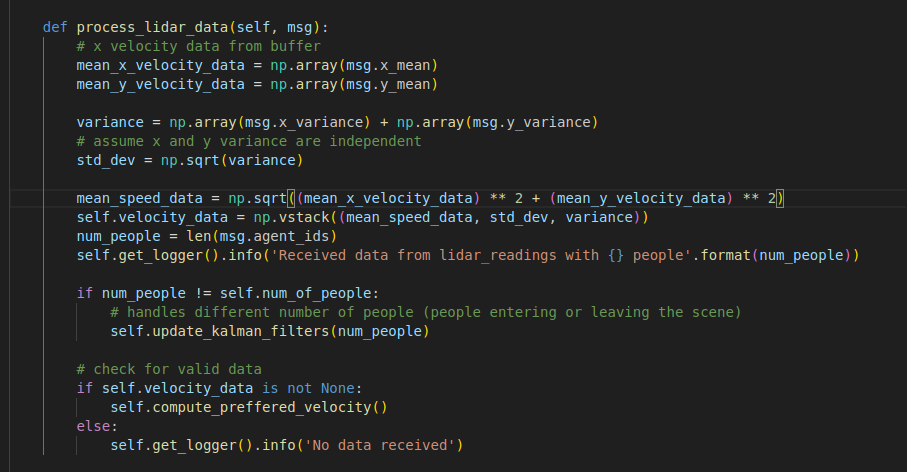 def process_lidar_data(self, msg):
# x velocity data from buffer
mean_x_velocity_data = np.array(msg.x_mean)
mean_y_velocity_data = np.array(msg.y_mean)
variance = np.array(msg.x_variance) + np.array(msg.y_variance)
# assume x and y variance are independent
std_dev = np.sqrt(variance)
mean_speed_data = np.sqrt((mean_x_velocity_data) ** 2 + (mean_y_velocity_data) ** 2)
self.velocity_data = np.vstack((mean_speed_data, std_dev, variance))
num_people = len(msg.agent_ids)
self.get_logger().info('Received data from lidar_readings with {} people'.format(num_people))
if num_people != self.num_of_people:
# handles different number of people (people entering or leaving the scene)
self.update_kalman_filters(num_people)
# check for valid data
if self.velocity_data is not None:
self.compute_preffered_velocity()
else:
self.get_logger().info('No data received')